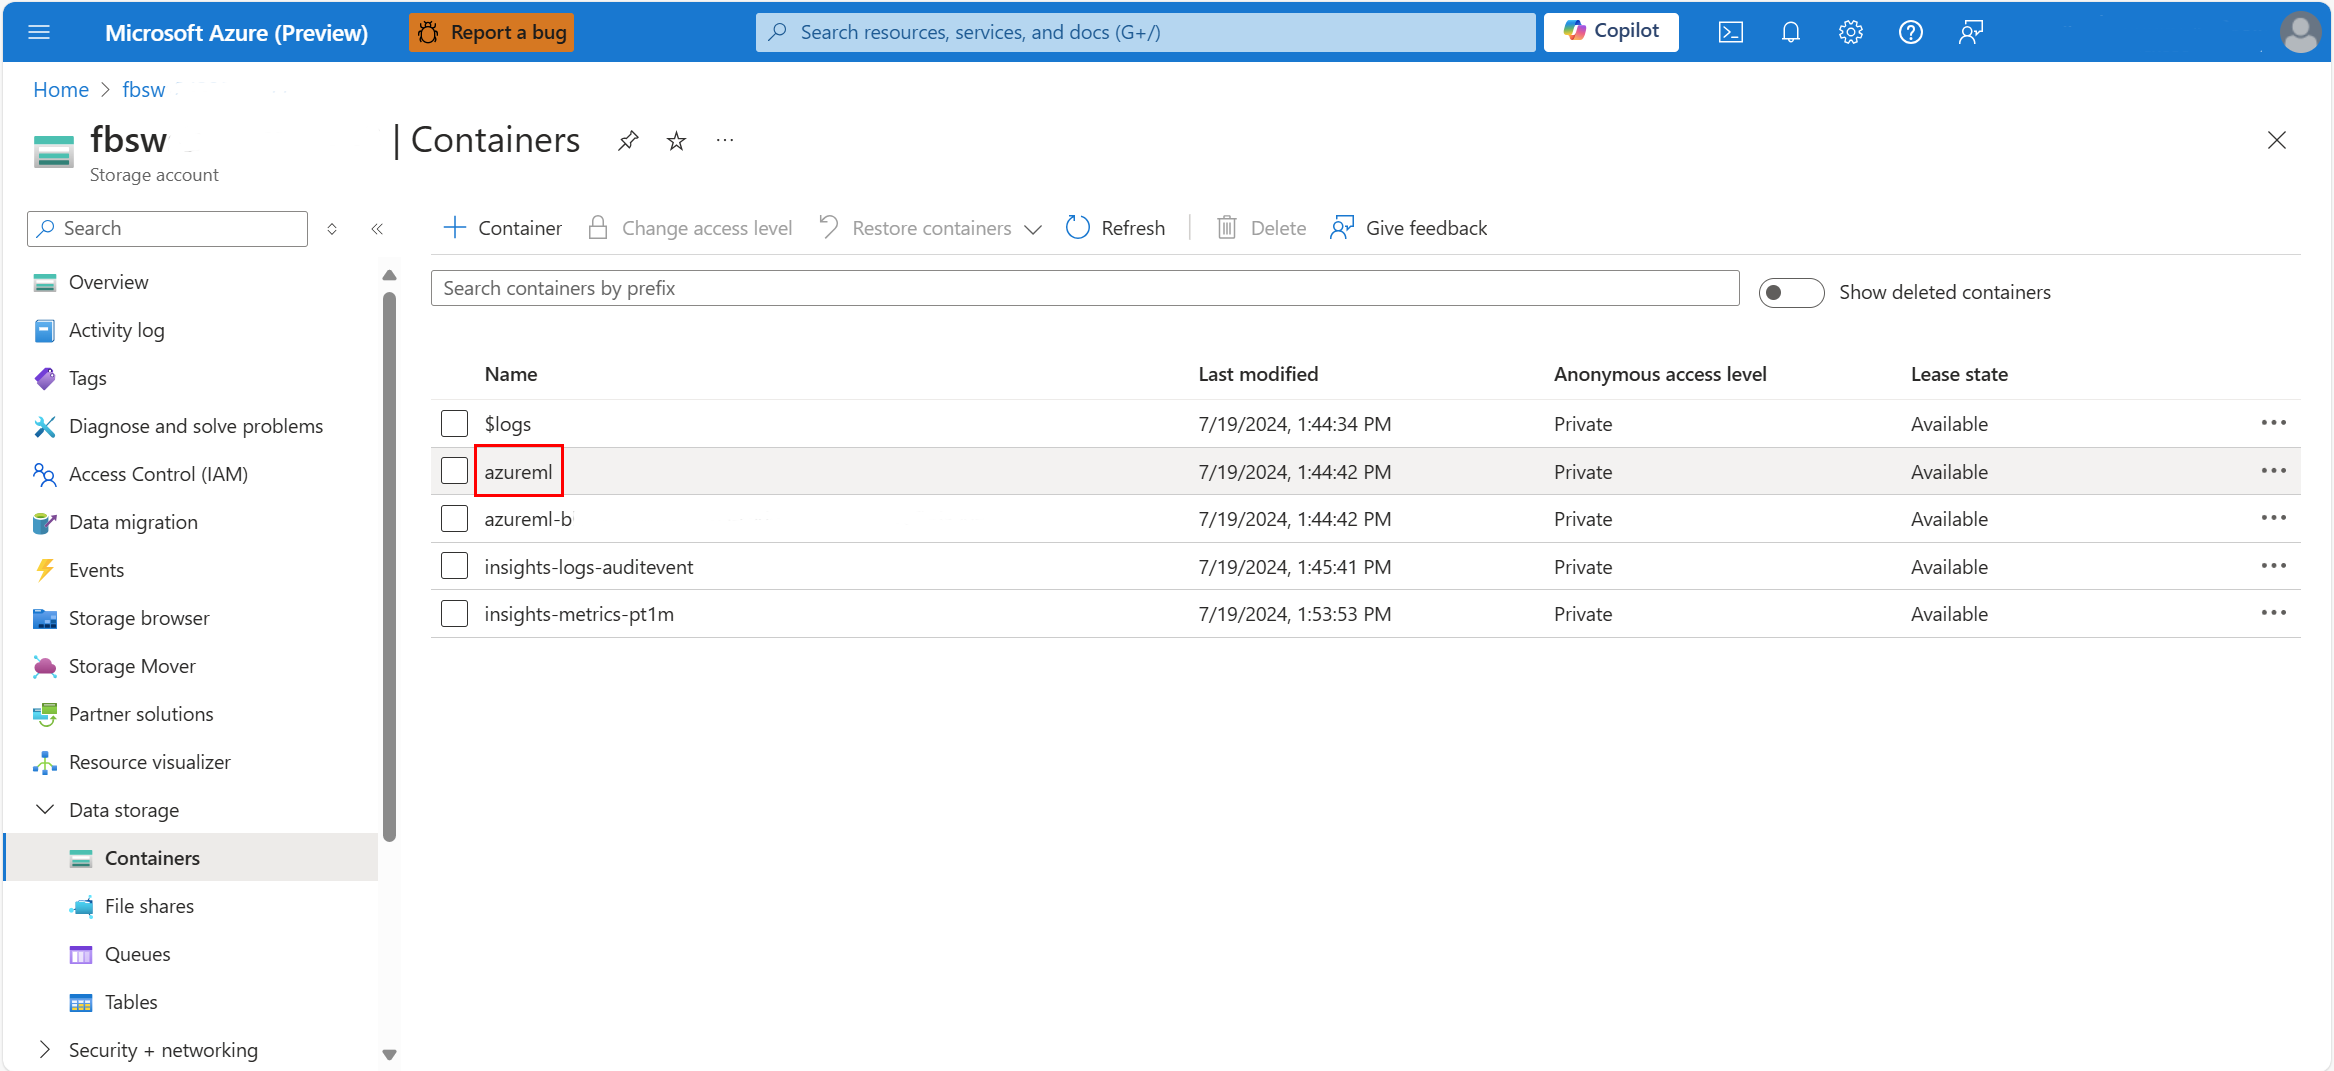 Microsoft Azure (Preview) Report a bug Search resources, services, and docs (G+/) Copilot
Home > fbsw
fbsw | Containers ...
Storage account
Search Container Change access level Restore containers Refresh Delete Give feedback
Search containers by prefix Show deleted containers
Name Last modified Anonymous access level Lease state
$logs 7/19/2024, 1:44:34 PM Private Available
azureml 7/19/2024, 1:44:42 PM Private Available
azureml-b 7/19/2024, 1:44:42 PM Private Available
insights-logs-auditevent 7/19/2024, 1:45:41 PM Private Available
insights-metrics-pt1m 7/19/2024, 1:53:53 PM Private Available
Overview
Activity log
Tags
Diagnose and solve problems
Access Control (IAM)
Data migration
Events
Storage browser
Storage Mover
Partner solutions
Resource visualizer
Data storage
Containers
File shares
Queues
Tables
Security + networking